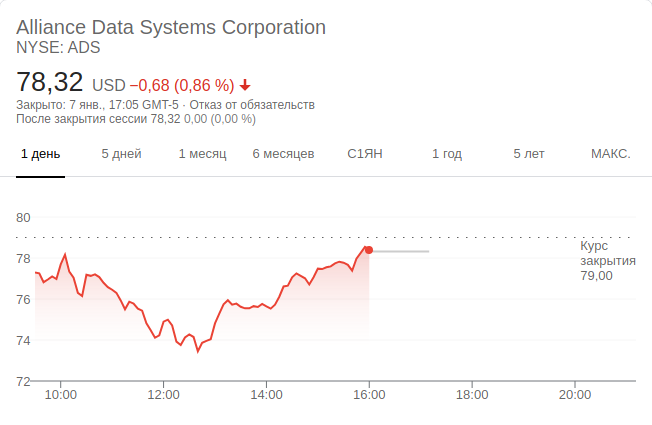 Alliance Data Systems Corporation
NYSE: ADS
78,32 USD −0,68 (0,86 %)
Закрыто: 7 янв., 17:05 GMT-5 · Отказ от обязательств
После закрытия сессии 78,32 0,00 (0,00 %)
1 день 5 дней 1 месяц 6 месяцев С1ЯН 1 год 5 лет МАКС.
80
Курс
78
закрытия
79,00
76
74
72
10:00 12:00 14:00 16:00 18:00 20:00